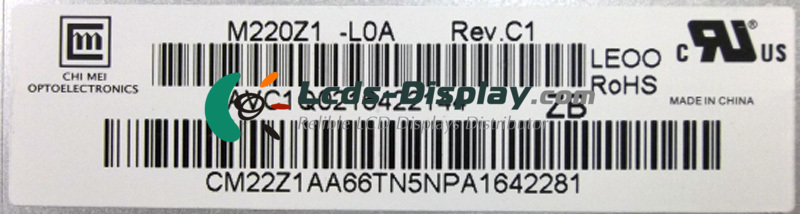 M220Z1 -L0A Rev.C1
CHI MEI
OPTOELECTRONICS
LEOO
RoHS
C US
MADE IN CHINA
Lcds-Display.com
ZB
Relible LCD Displays Distributor
CM22Z1AA66TN5NPA1642281